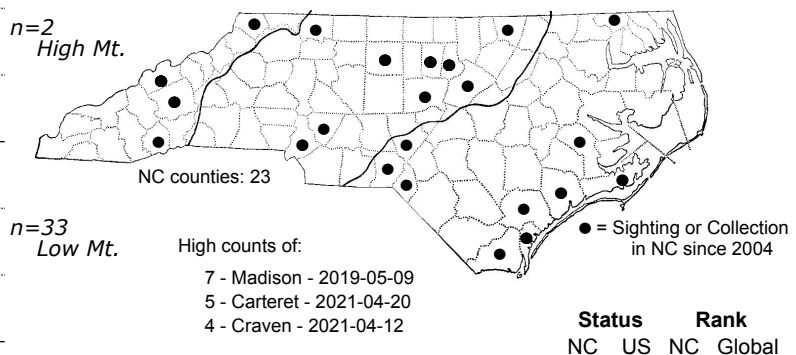 n=2
High Mt.
NC counties: 23
n=33
Low Mt.
High counts of:
7 - Madison - 2019-05-09
5 - Carteret - 2021-04-20
4 - Craven - 2021-04-12
● = Sighting or Collection
in NC since 2004
Status Rank
NC US NC Global